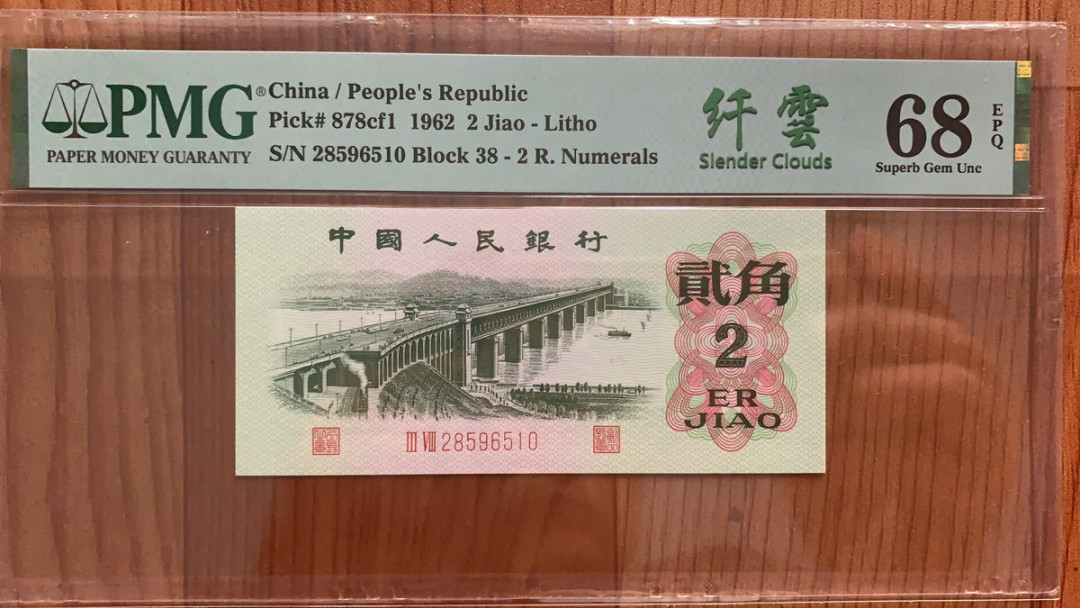 PMG®
PAPER MONEY GUARANTY
China / People's Republic
Pick# 878cf1 1962 2 Jiao - Litho
S/N 28596510 Block 38 - 2 R. Numerals
纤雲
Slender Clouds
68
EPQ
Superb Gem Unc
中國人民銀行
貳角
2
ER
JIAO
III VIII 28596510